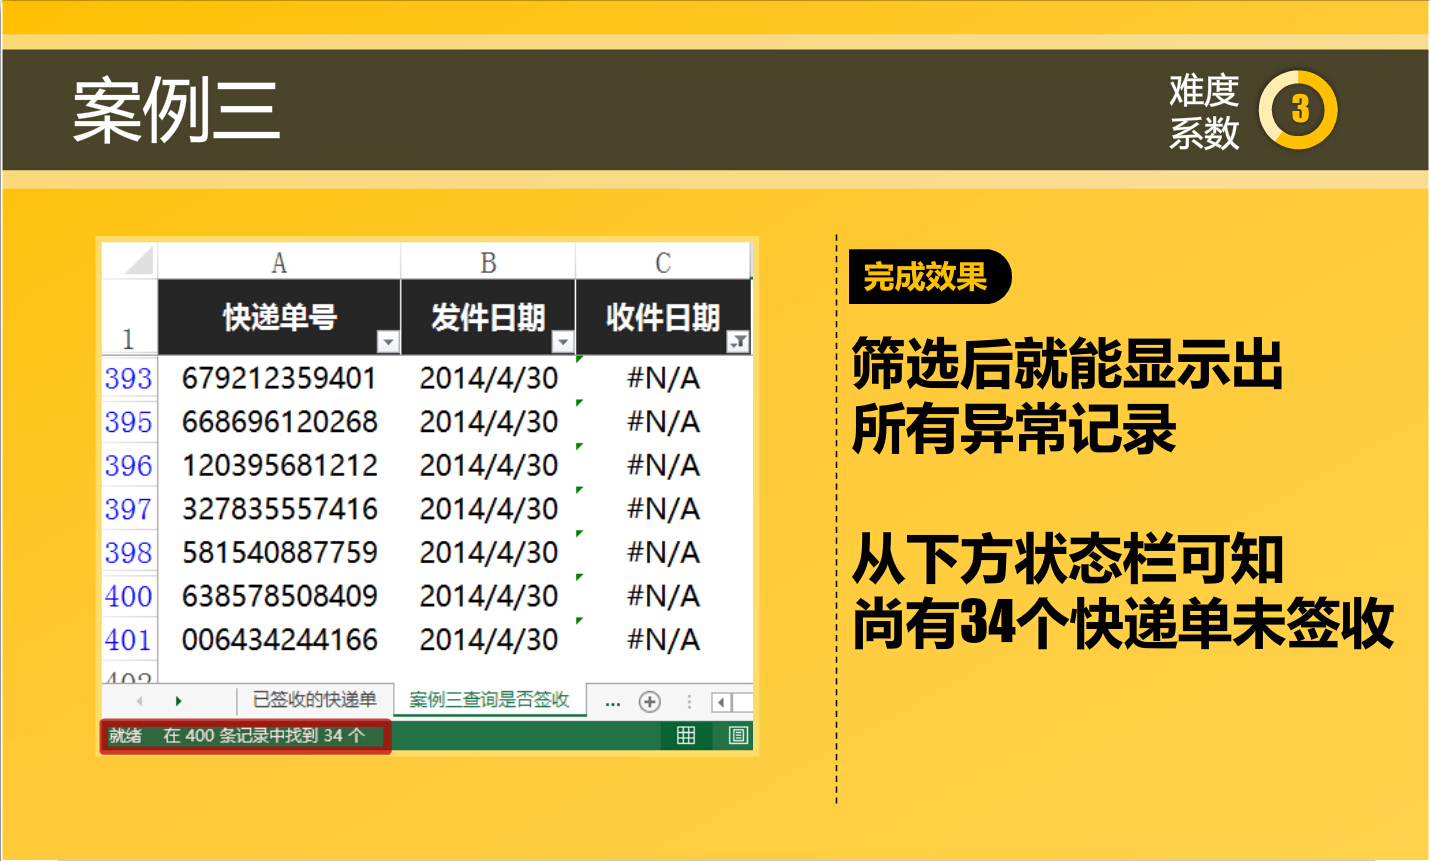 案例三
难度
系数
3
A B C
1 快递单号 发件日期 收件日期
393 679212359401 2014/4/30 #N/A
395 668696120268 2014/4/30 #N/A
396 120395681212 2014/4/30 #N/A
397 327835557416 2014/4/30 #N/A
398 581540887759 2014/4/30 #N/A
400 638578508409 2014/4/30 #N/A
401 006434244166 2014/4/30 #N/A
402
已签收的快递单 案例三查询是否签收 ...
就绪 在 400 条记录中找到 34 个
完成效果
筛选后就能显示出
所有异常记录
从下方状态栏可知
尚有34个快递单未签收